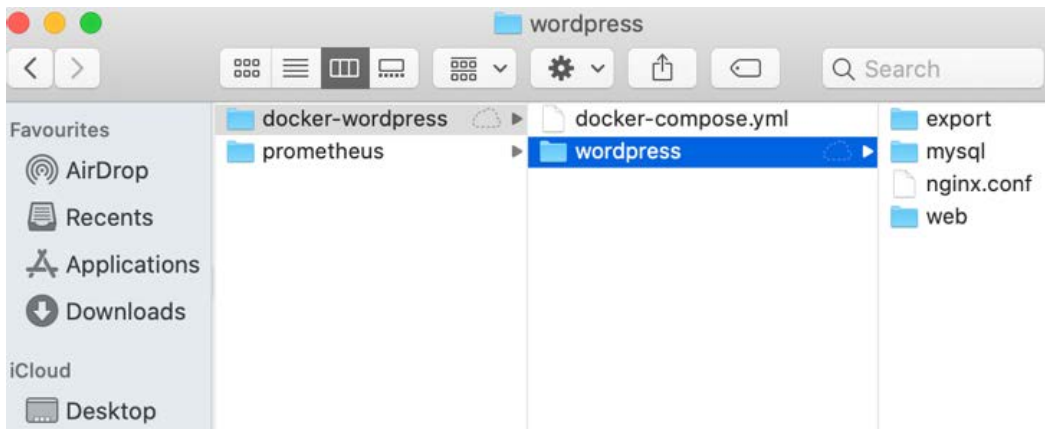 wordpress
Search
Favourites
AirDrop
Recents
Applications
Downloads
iCloud
Desktop
docker-wordpress
prometheus
docker-compose.yml
wordpress
export
mysql
nginx.conf
web